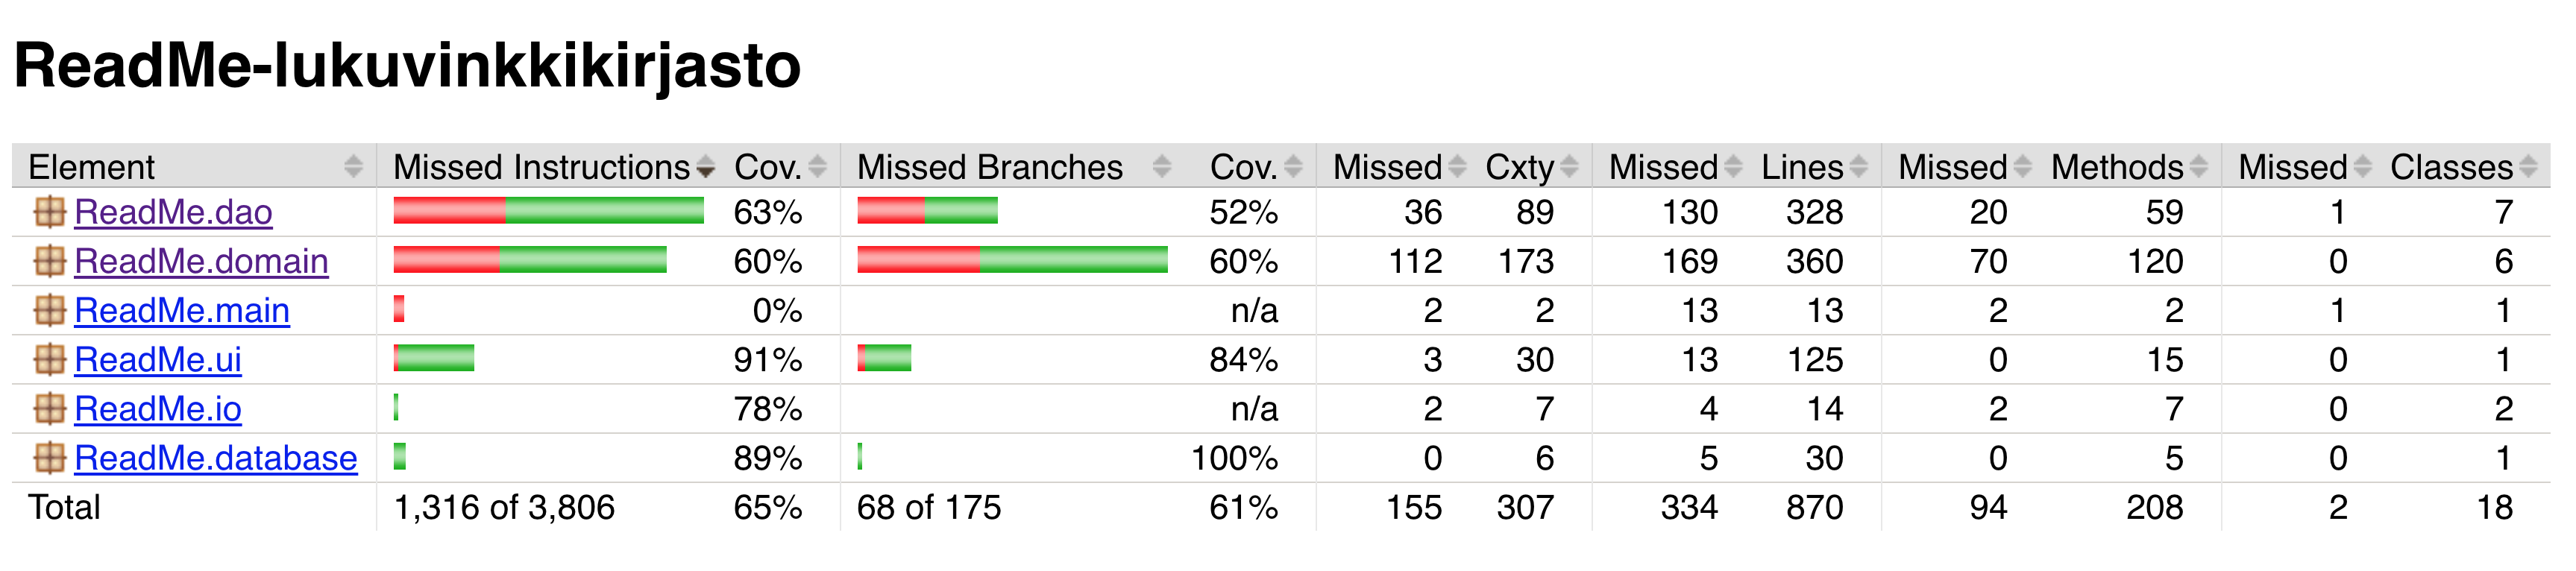 ReadMe-lukuvinkkikirjasto
Element Missed Instructions Cov. Missed Branches Cov. Missed Cxty Missed Lines Missed Methods Missed Classes
ReadMe.dao 63% 52% 36 89 130 328 20 59 1 7
ReadMe.domain 60% 60% 112 173 169 360 70 120 0 6
ReadMe.main 0% n/a 2 2 13 13 2 2 1 1
ReadMe.ui 91% 84% 3 30 13 125 0 15 0 1
ReadMe.io 78% n/a 2 7 4 14 2 7 0 2
ReadMe.database 89% 100% 0 6 5 30 0 5 0 1
Total 1,316 of 3,806 65% 68 of 175 61% 155 307 334 870 94 208 2 18